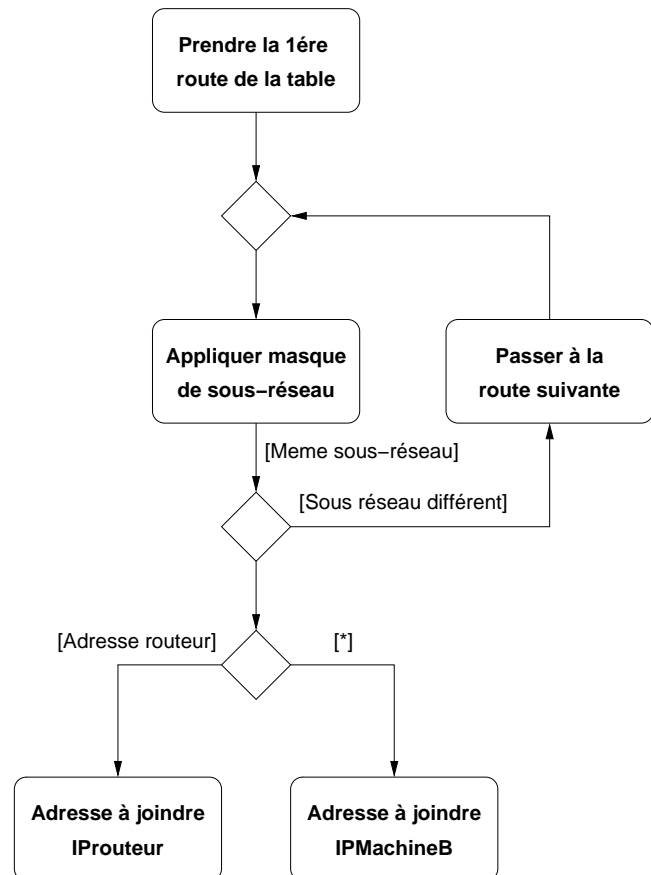 Prendre la 1ére
route de la table
Appliquer masque
de sous−réseau
Passer à la
route suivante
[Meme sous−réseau]
[Sous réseau différent]
[Adresse routeur]
[*]
Adresse à joindre
IProuteur
Adresse à joindre
IPMachineB